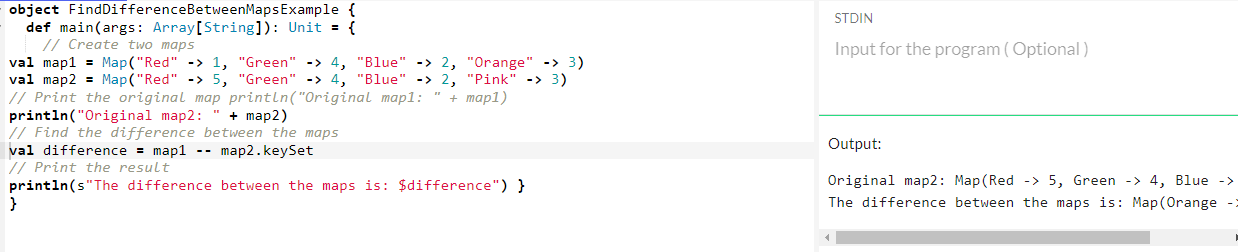 object FindDifferenceBetweenMapsExample {
def main(args: Array[String]): Unit = {
// Create two maps
val map1 = Map("Red" -> 1, "Green" -> 4, "Blue" -> 2, "Orange" -> 3)
val map2 = Map("Red" -> 5, "Green" -> 4, "Blue" -> 2, "Pink" -> 3)
// Print the original map println("Original map1: " + map1)
println("Original map2: " + map2)
// Find the difference between the maps
val difference = map1 -- map2.keySet
// Print the result
println(s"The difference between the maps is: $difference") }
}
STDIN
Input for the program ( Optional )
Output:
Original map2: Map(Red -> 5, Green -> 4, Blue ->
The difference between the maps is: Map(Orange ->